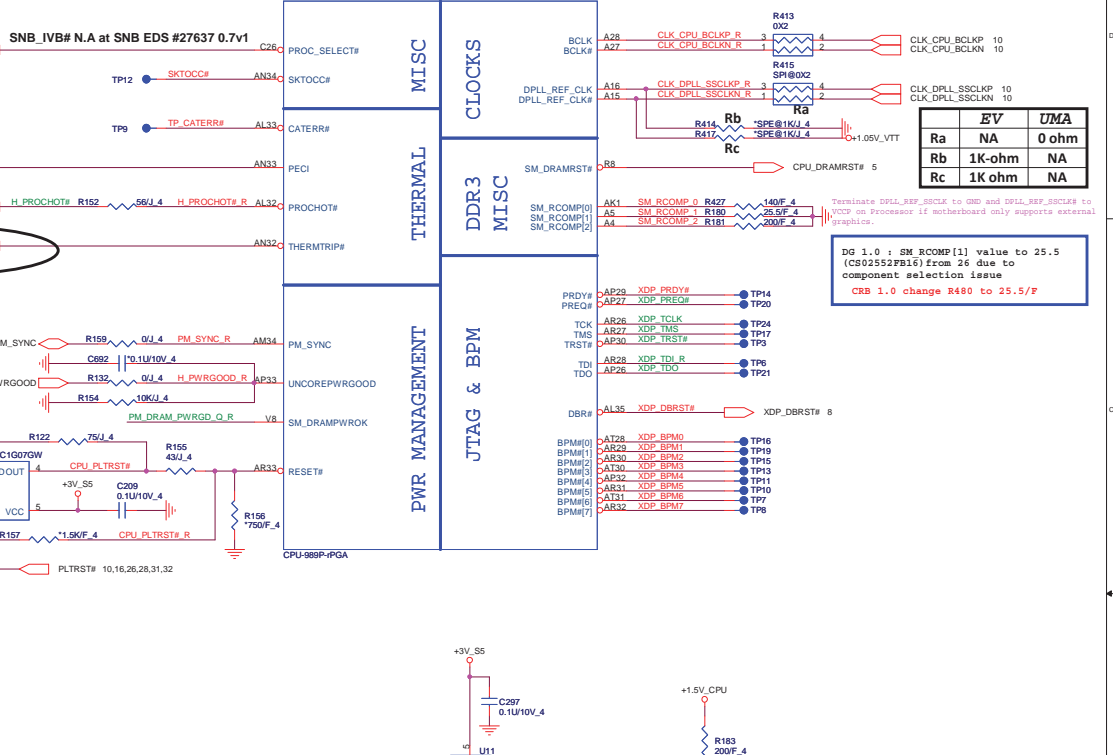 SNB_IVB# N.A at SNB EDS #27637 0.7v1
C26 PROC_SELECT#
TP12 SKTOCC# AN34 SKTOCC#
TP9 TP_CATERR# AL33 CATERR#
AN33 PECI
H_PROCHOT# R152 56/J_4 H_PROCHOT#_R AL32 PROCHOT#
AN32 THERMTRIP#
M_SYNC R159 0/J_4 PM_SYNC_R AM34 PM_SYNC
C692 *0.1U/10V_4
WRGOOD R132 0/J_4 H_PWRGOOD_R AP33 UNCOREPWRGOOD
R154 10K/J_4
PM_DRAM_PWRGD_Q_R V8 SM_DRAMPWROK
R122 75/J_4
C1G07GW
DOUT 4 CPU_PLTRST# R155 43/J_4 AR33 RESET#
+3V_S5
VCC 5 C209 0.1U/10V_4
R156 *750/F_4
R157 *1.5K/F_4 CPU_PLTRST#_R
CPU-989P-rPGA
PLTRST# 10,16,26,28,31,32
MISC
THERMAL
PWR MANAGEMENT
CLOCKS
DDR3 MISC
JTAG & BPM
R413
0X2
BCLK A28 CLK_CPU_BCLKP_R 3 4 CLK_CPU_BCLKP 10
BCLK# A27 CLK_CPU_BCLKN_R 1 2 CLK_CPU_BCLKN 10
R415
SPI@0X2
DPLL_REF_CLK A16 CLK_DPLL_SSCLKP_R 3 4 CLK_DPLL_SSCLKP 10
DPLL_REF_CLK# A15 CLK_DPLL_SSCLKN_R 1 2 CLK_DPLL_SSCLKN 10
Ra
R414 Rb *SPE@1K/J_4
R417 Rc *SPE@1K/J_4 +1.05V_VTT
EV UMA
Ra NA 0 ohm
Rb 1K-ohm NA
Rc 1K ohm NA
SM_DRAMRST# R8 CPU_DRAMRST# 5
SM_RCOMP[0] AK1 SM_RCOMP_0 R427 140/F_4
SM_RCOMP[1] A5 SM_RCOMP_1 R180 25.5/F_4
SM_RCOMP[2] A4 SM_RCOMP_2 R181 200/F_4
Terminate DPLL_REF_SSCLK to GND and DPLL_REF_SSCLK# to
VCCP on Processor if motherboard only supports external
graphics.
DG 1.0 : SM_RCOMP[1] value to 25.5
(CS02552FB16)from 26 due to
component selection issue
CRB 1.0 change R480 to 25.5/F
PRDY# AP29 XDP_PRDY# TP14
PREQ# AP27 XDP_PREQ# TP20
TCK AR26 XDP_TCLK TP24
TMS AR27 XDP_TMS TP17
TRST# AP30 XDP_TRST# TP3
TDI AR28 XDP_TDI_R TP6
TDO AP26 XDP_TDO TP21
DBR# AL35 XDP_DBRST# XDP_DBRST# 8
BPM#[0] AT28 XDP_BPM0 TP16
BPM#[1] AR29 XDP_BPM1 TP19
BPM#[2] AR30 XDP_BPM2 TP15
BPM#[3] AT30 XDP_BPM3 TP13
BPM#[4] AP32 XDP_BPM4 TP11
BPM#[5] AR31 XDP_BPM5 TP10
BPM#[6] AT31 XDP_BPM6 TP7
BPM#[7] AR32 XDP_BPM7 TP8
+3V_S5
C297
0.1U/10V_4
5 U11
+1.5V_CPU
R183
200/F_4
D
C